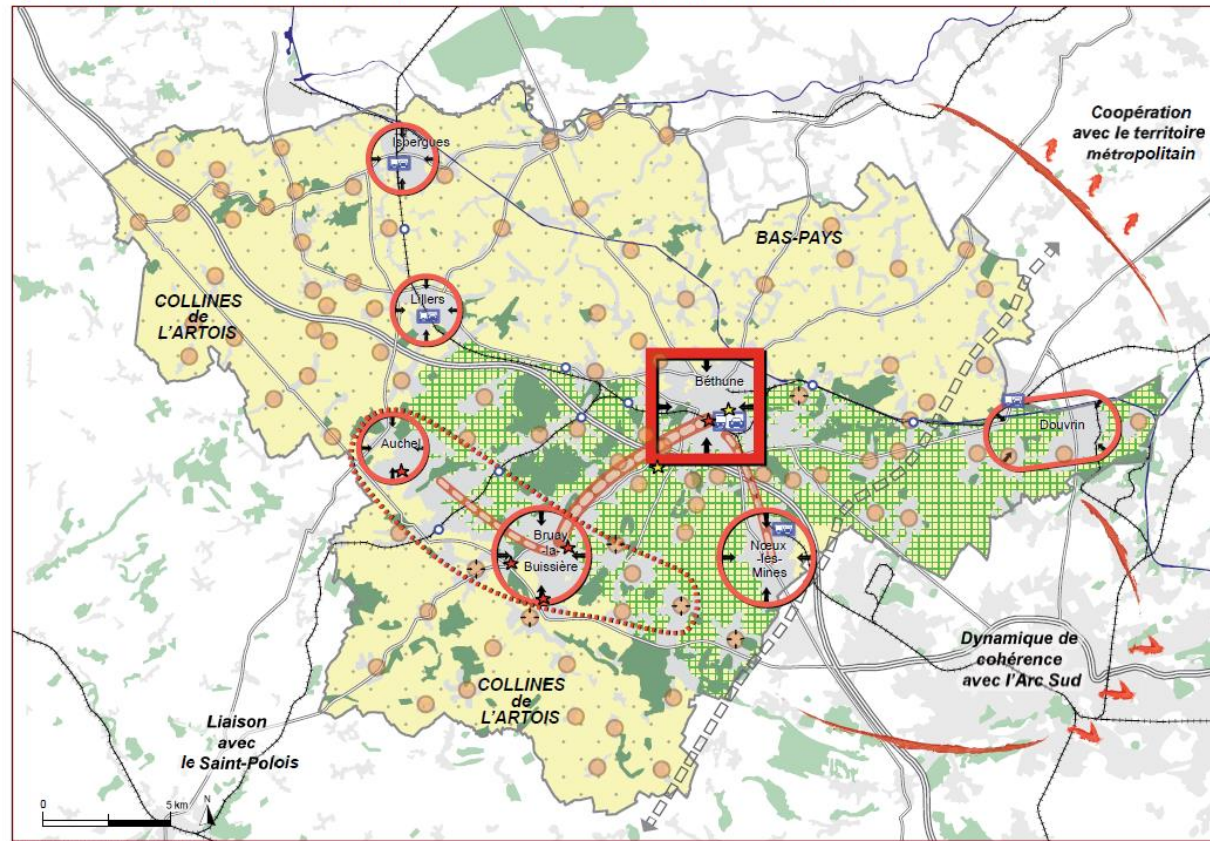 Coopération
avec le territoire
métropolitain
Isbergues
BAS-PAYS
COLLINES
de
L'ARTOIS
Lillers
Béthune
Douvrin
Auchel
Bruay
-la-
Buissière
Nœux
-les-
Mines
Dynamique de
cohérence
avec l'Arc Sud
COLLINES
de
L'ARTOIS
Liaison
avec
le Saint-Polois
0
5 km
N